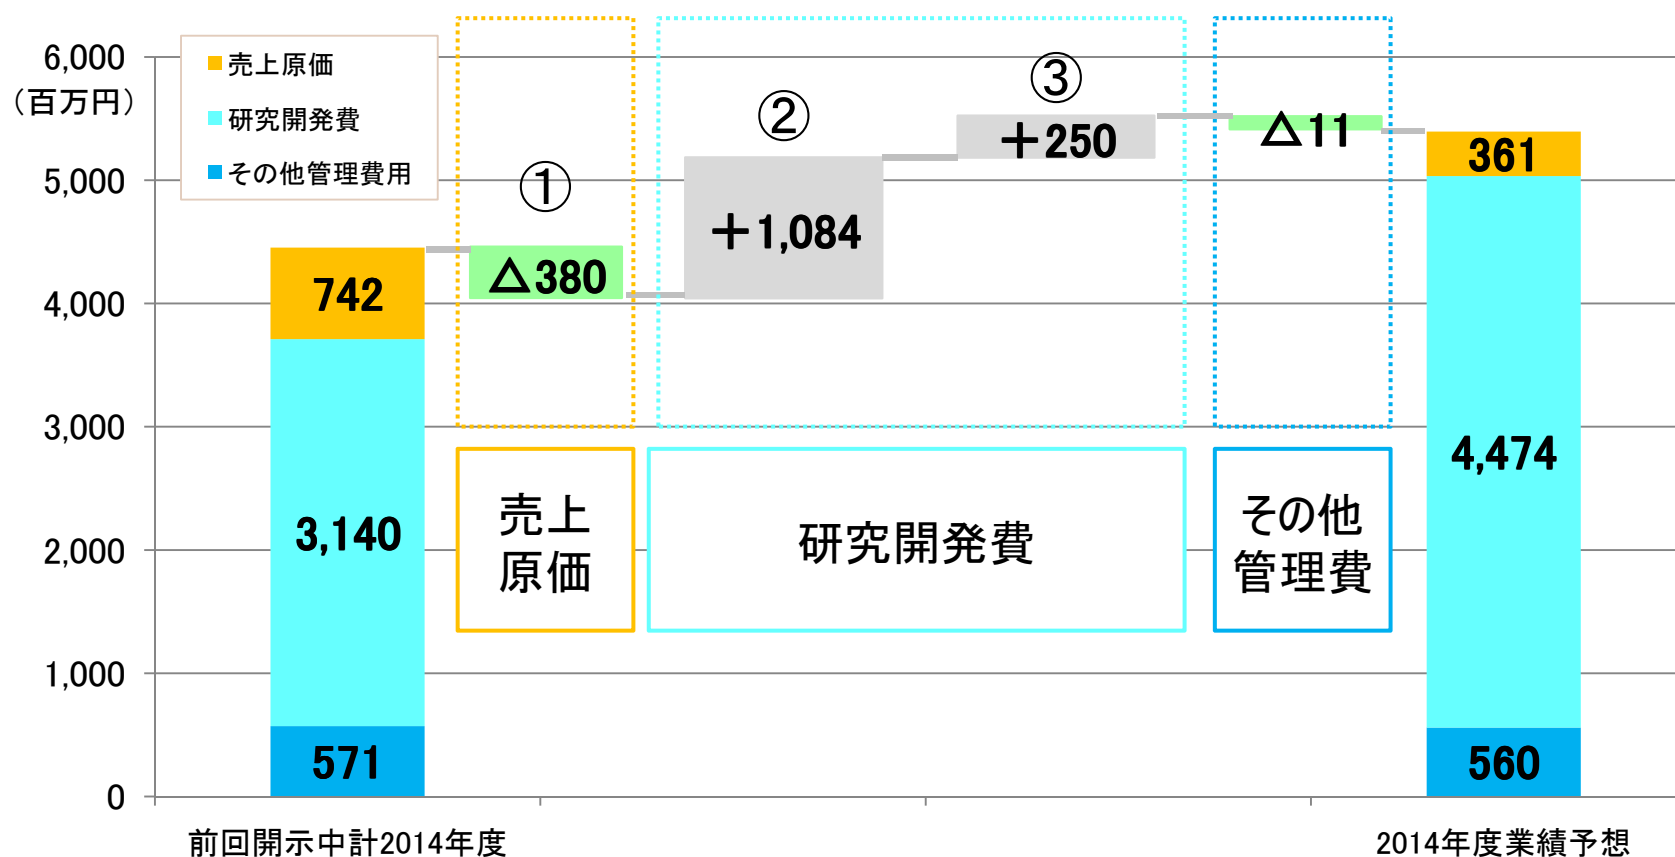 6,000
(百万円)
5,000
4,000
3,000
2,000
1,000
0
売上原価
研究開発費
その他管理費用
①
②
③
742
3,140
571
△380
＋1,084
＋250
△11
361
4,474
560
売上
原価
研究開発費
その他
管理費
前回開示中計2014年度
2014年度業績予想